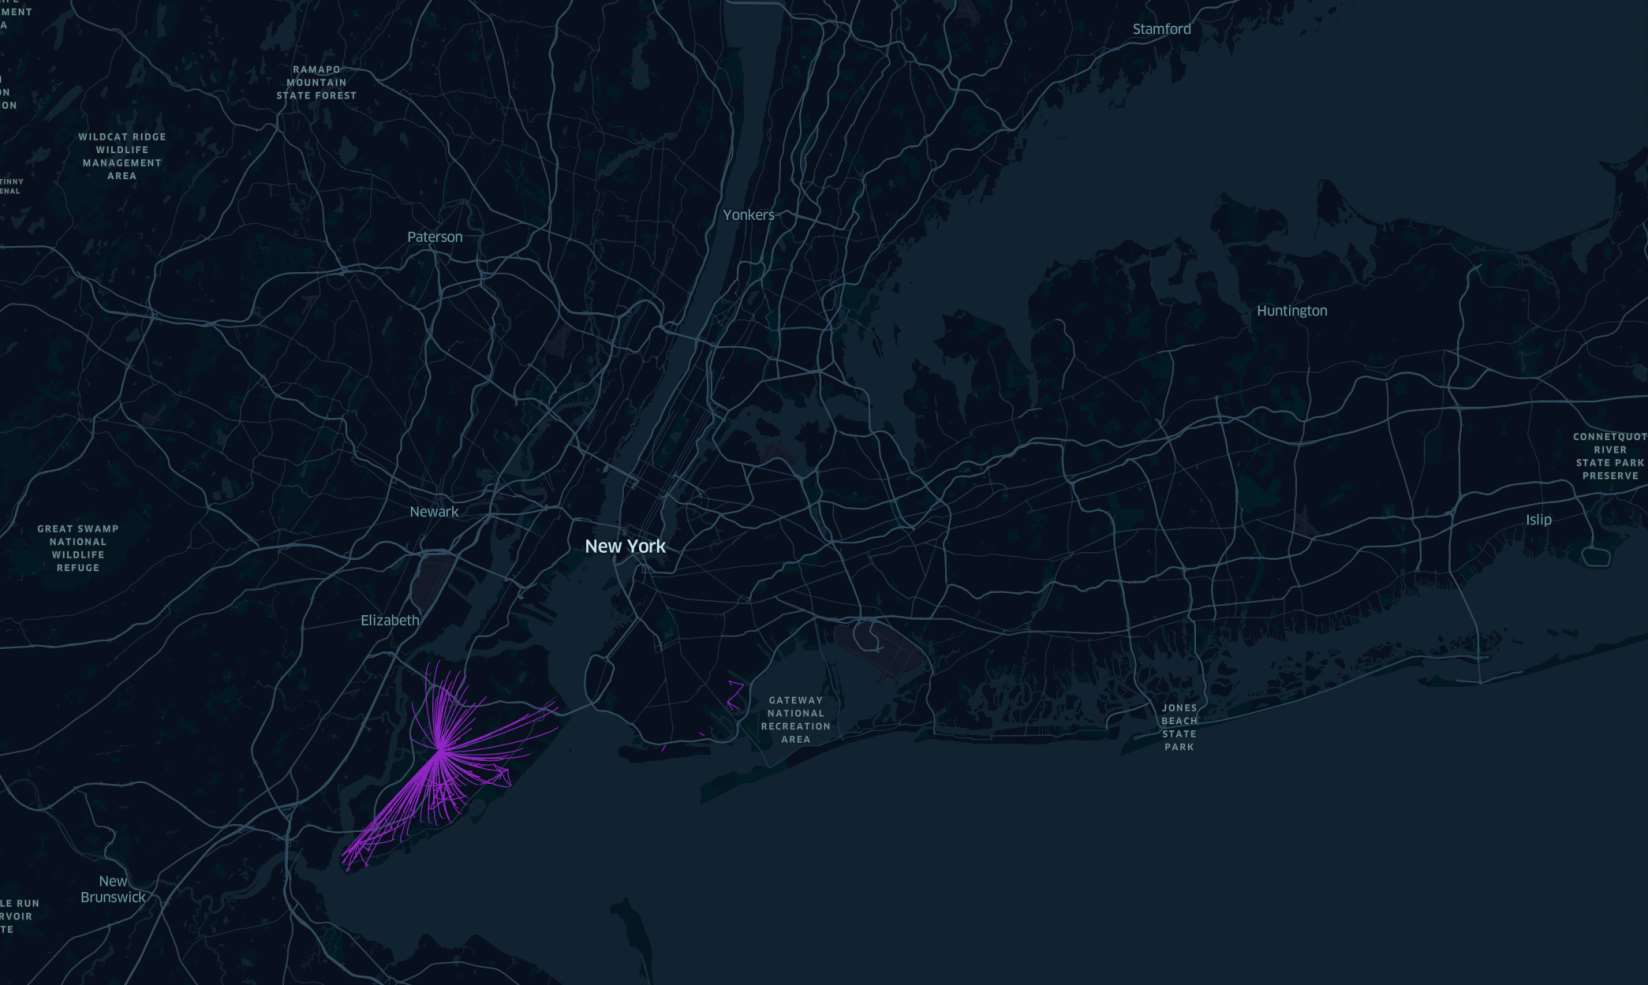 MENT
A
Stamford
RAMAPO
MOUNTAIN
STATE FOREST
ON
ON
WILDCAT RIDGE
WILDLIFE
MANAGEMENT
AREA
TINNY
ENAL
Yonkers
Paterson
Huntington
CONNETQUOT
RIVER
STATE PARK
PRESERVE
Newark
Islip
GREAT SWAMP
NATIONAL
WILDLIFE
REFUGE
New York
Elizabeth
GATEWAY
NATIONAL
RECREATION
AREA
JONES
BEACH
STATE
PARK
New
Brunswick
LE RUN
RVOIR
TE